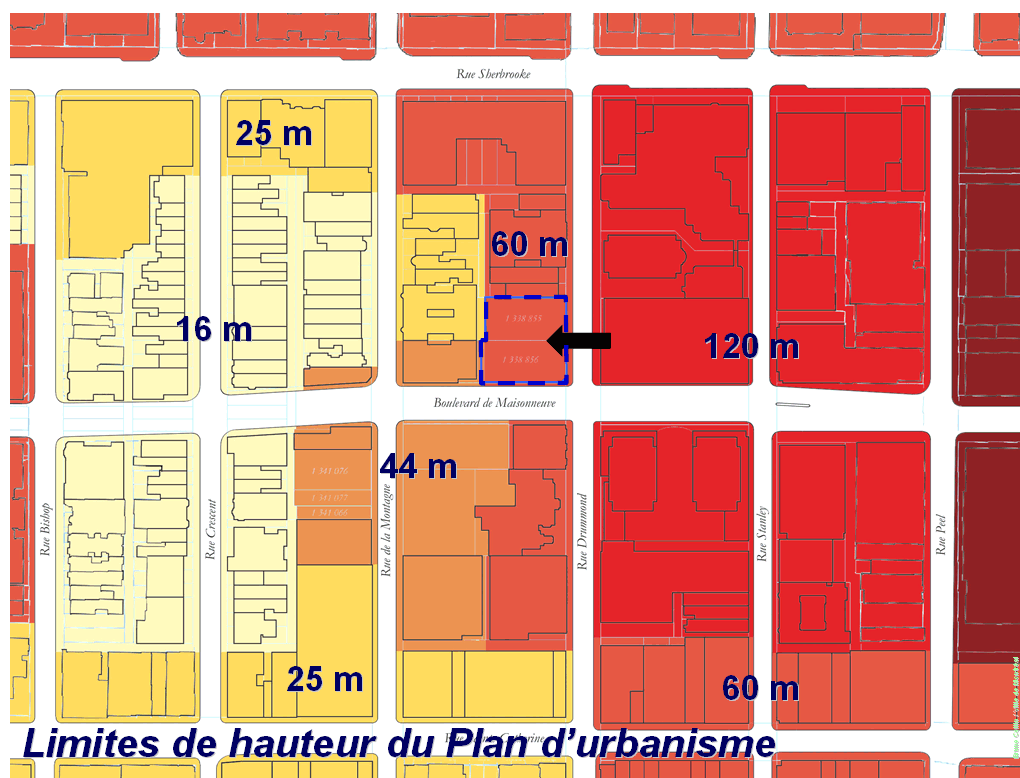 Rue Sherbrooke
25 m
60 m
1 338 855
16 m
120 m
1 338 856
Boulevard de Maisonneuve
44 m
1 341 076
1 341 077
1 341 066
Rue Bishop
Rue Crescent
Rue de la Montagne
Rue Drummond
Rue Stanley
Rue Peel
25 m
60 m
Limites de hauteur du Plan d'urbanisme